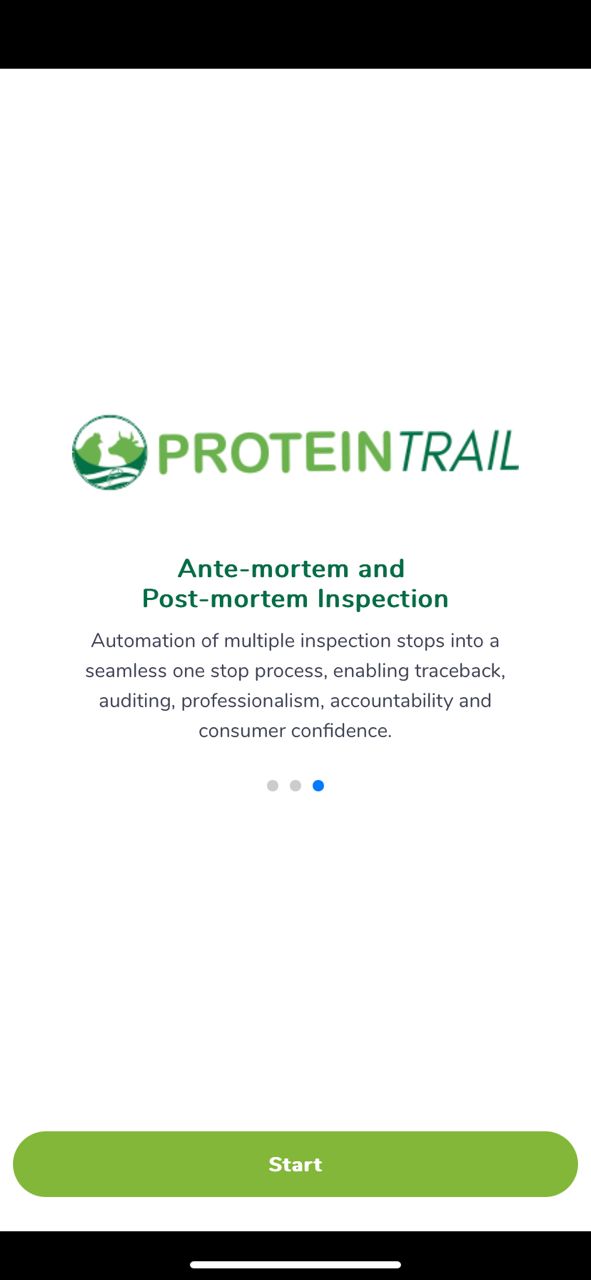 PROTEINTRAIL
Ante-mortem and
Post-mortem Inspection
Automation of multiple inspection stops into a
seamless one stop process, enabling traceback,
auditing, professionalism, accountability and
consumer confidence.
Start